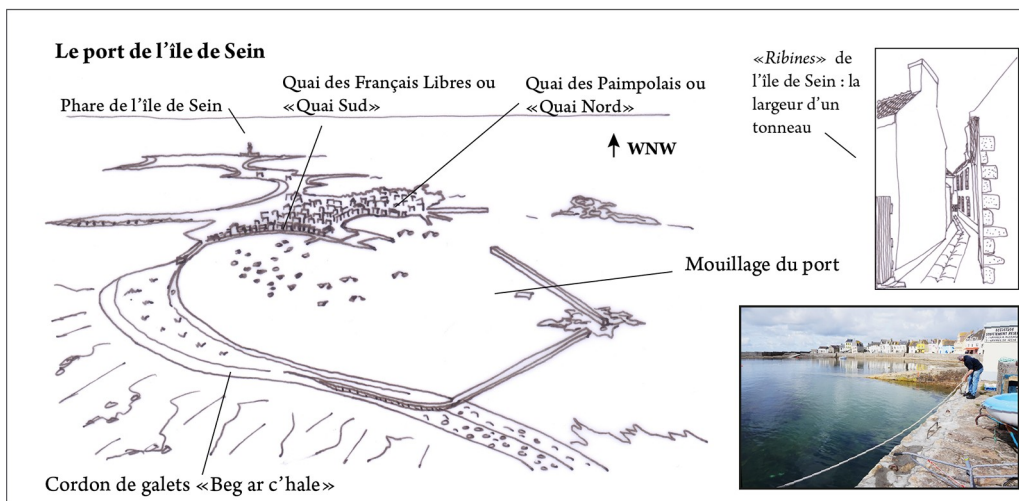 Le port de l'île de Sein
Phare de l'île de Sein
Quai des Français Libres ou
«Quai Sud»
Quai des Paimpolais ou
«Quai Nord»
WNW
«Ribines» de
l'île de Sein : la
largeur d'un
tonneau
Mouillage du port
Cordon de galets «Beg ar c'hale»